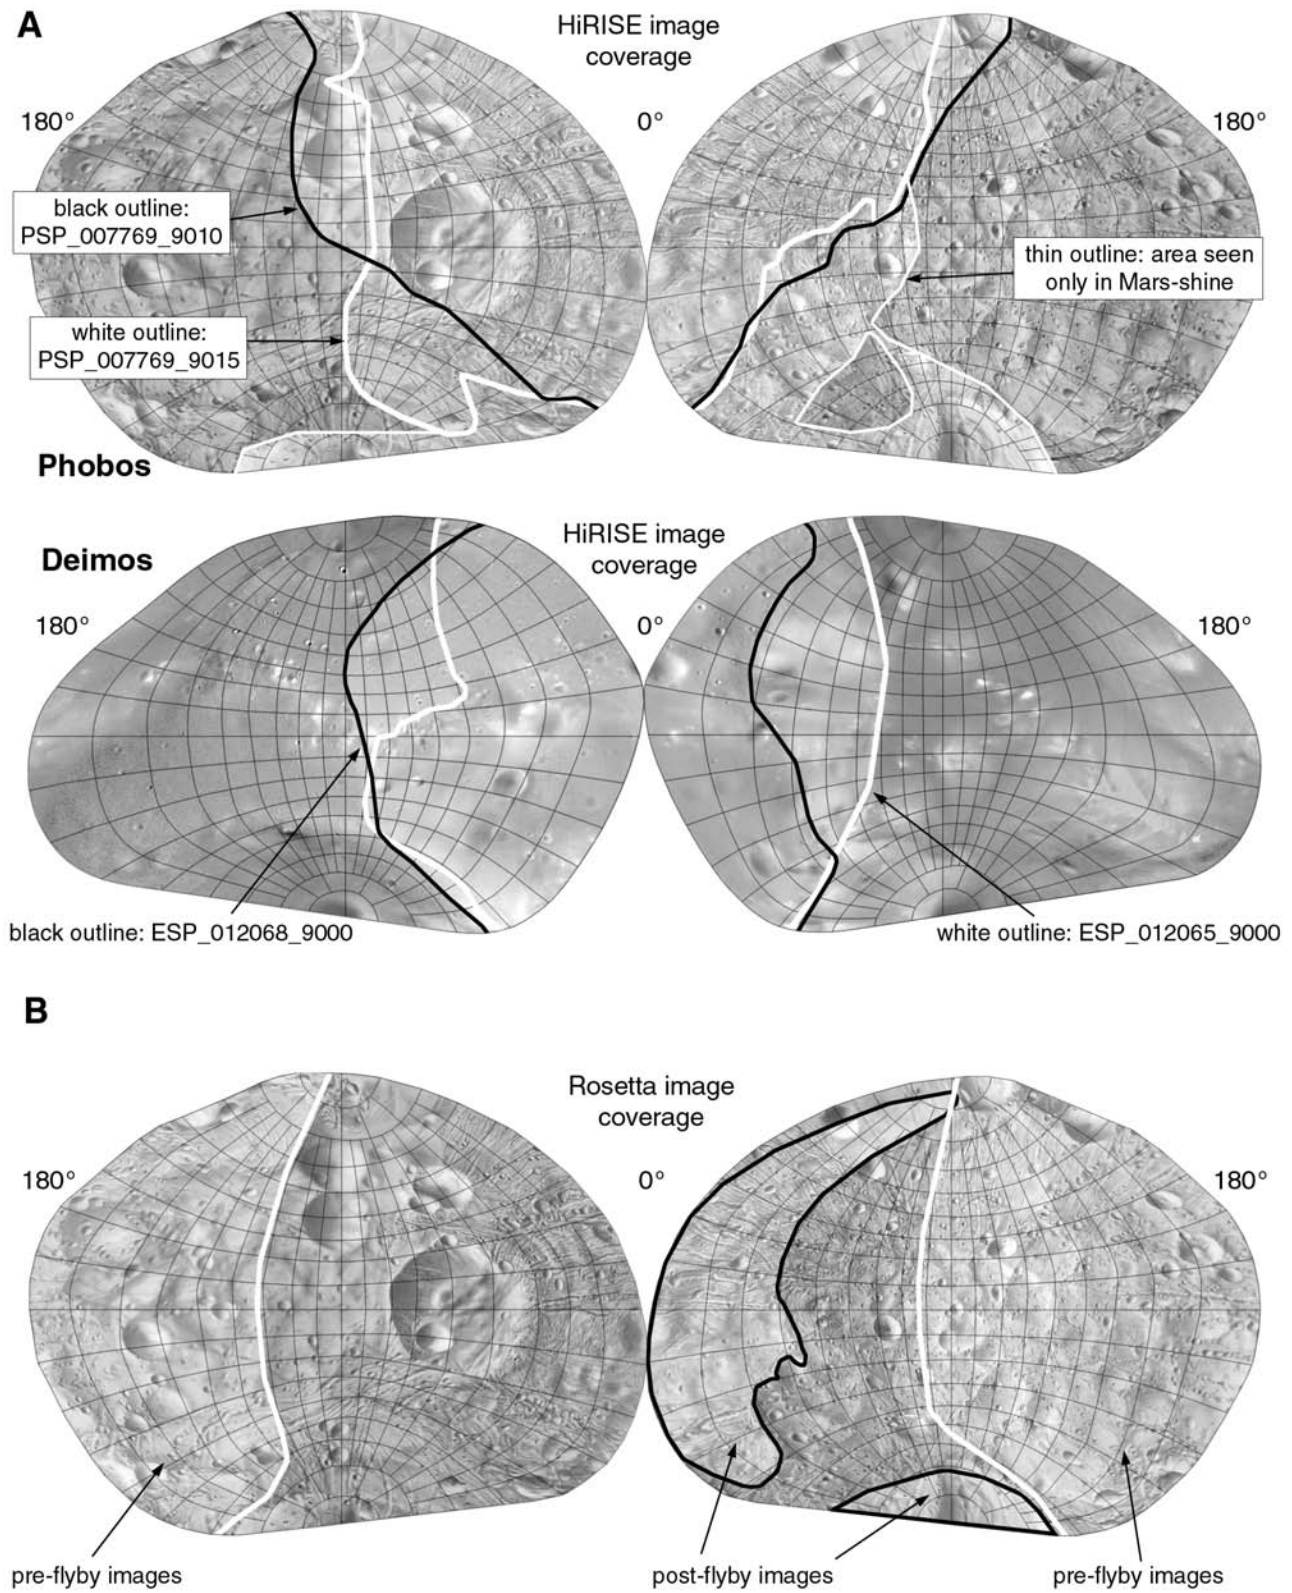 A
HiRISE image
coverage
180°
0°
180°
black outline:
PSP_007769_9010
thin outline: area seen
only in Mars-shine
white outline:
PSP_007769_9015
Phobos
Deimos
HiRISE image
coverage
180°
0°
180°
black outline: ESP_012068_9000
white outline: ESP_012065_9000
B
Rosetta image
coverage
180°
0°
180°
pre-flyby images
post-flyby images
pre-flyby images